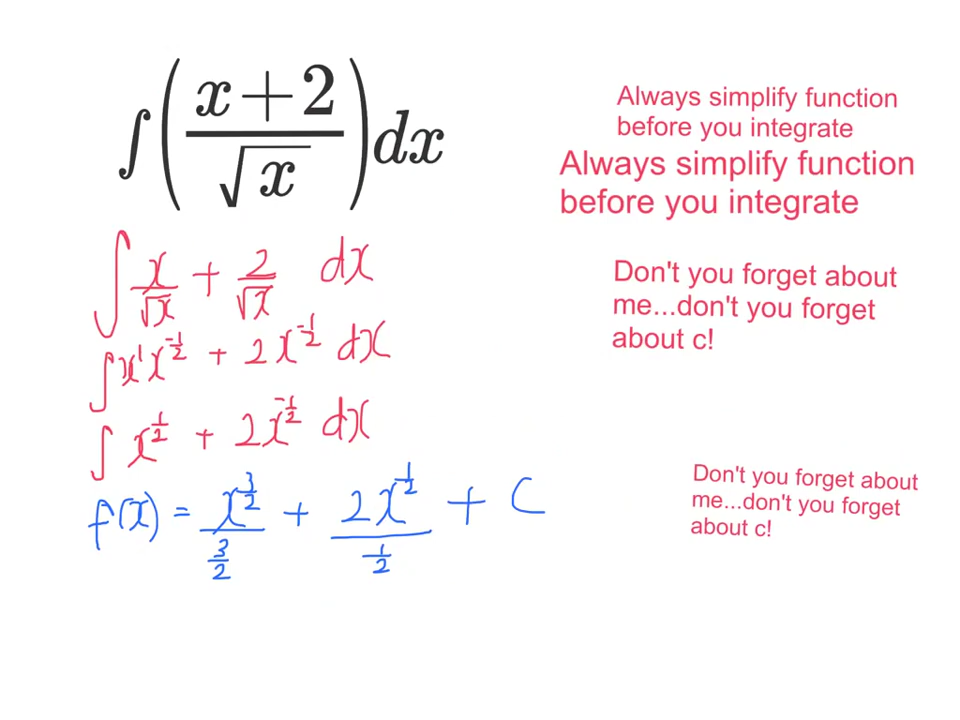 ∫ ( (x+2)/√x ) dx
Always simplify function
before you integrate
Always simplify function
before you integrate
∫ x/√x + 2/√x dx
Don't you forget about
me...don't you forget
about c!
∫ x¹x^(-1/2) + 2x^(-1/2) dx
∫ x^(1/2) + 2x^(-1/2) dx
f(x) = x^(3/2)/(3/2) + 2x^(1/2)/(1/2) + C
Don't you forget about
me...don't you forget
about c!